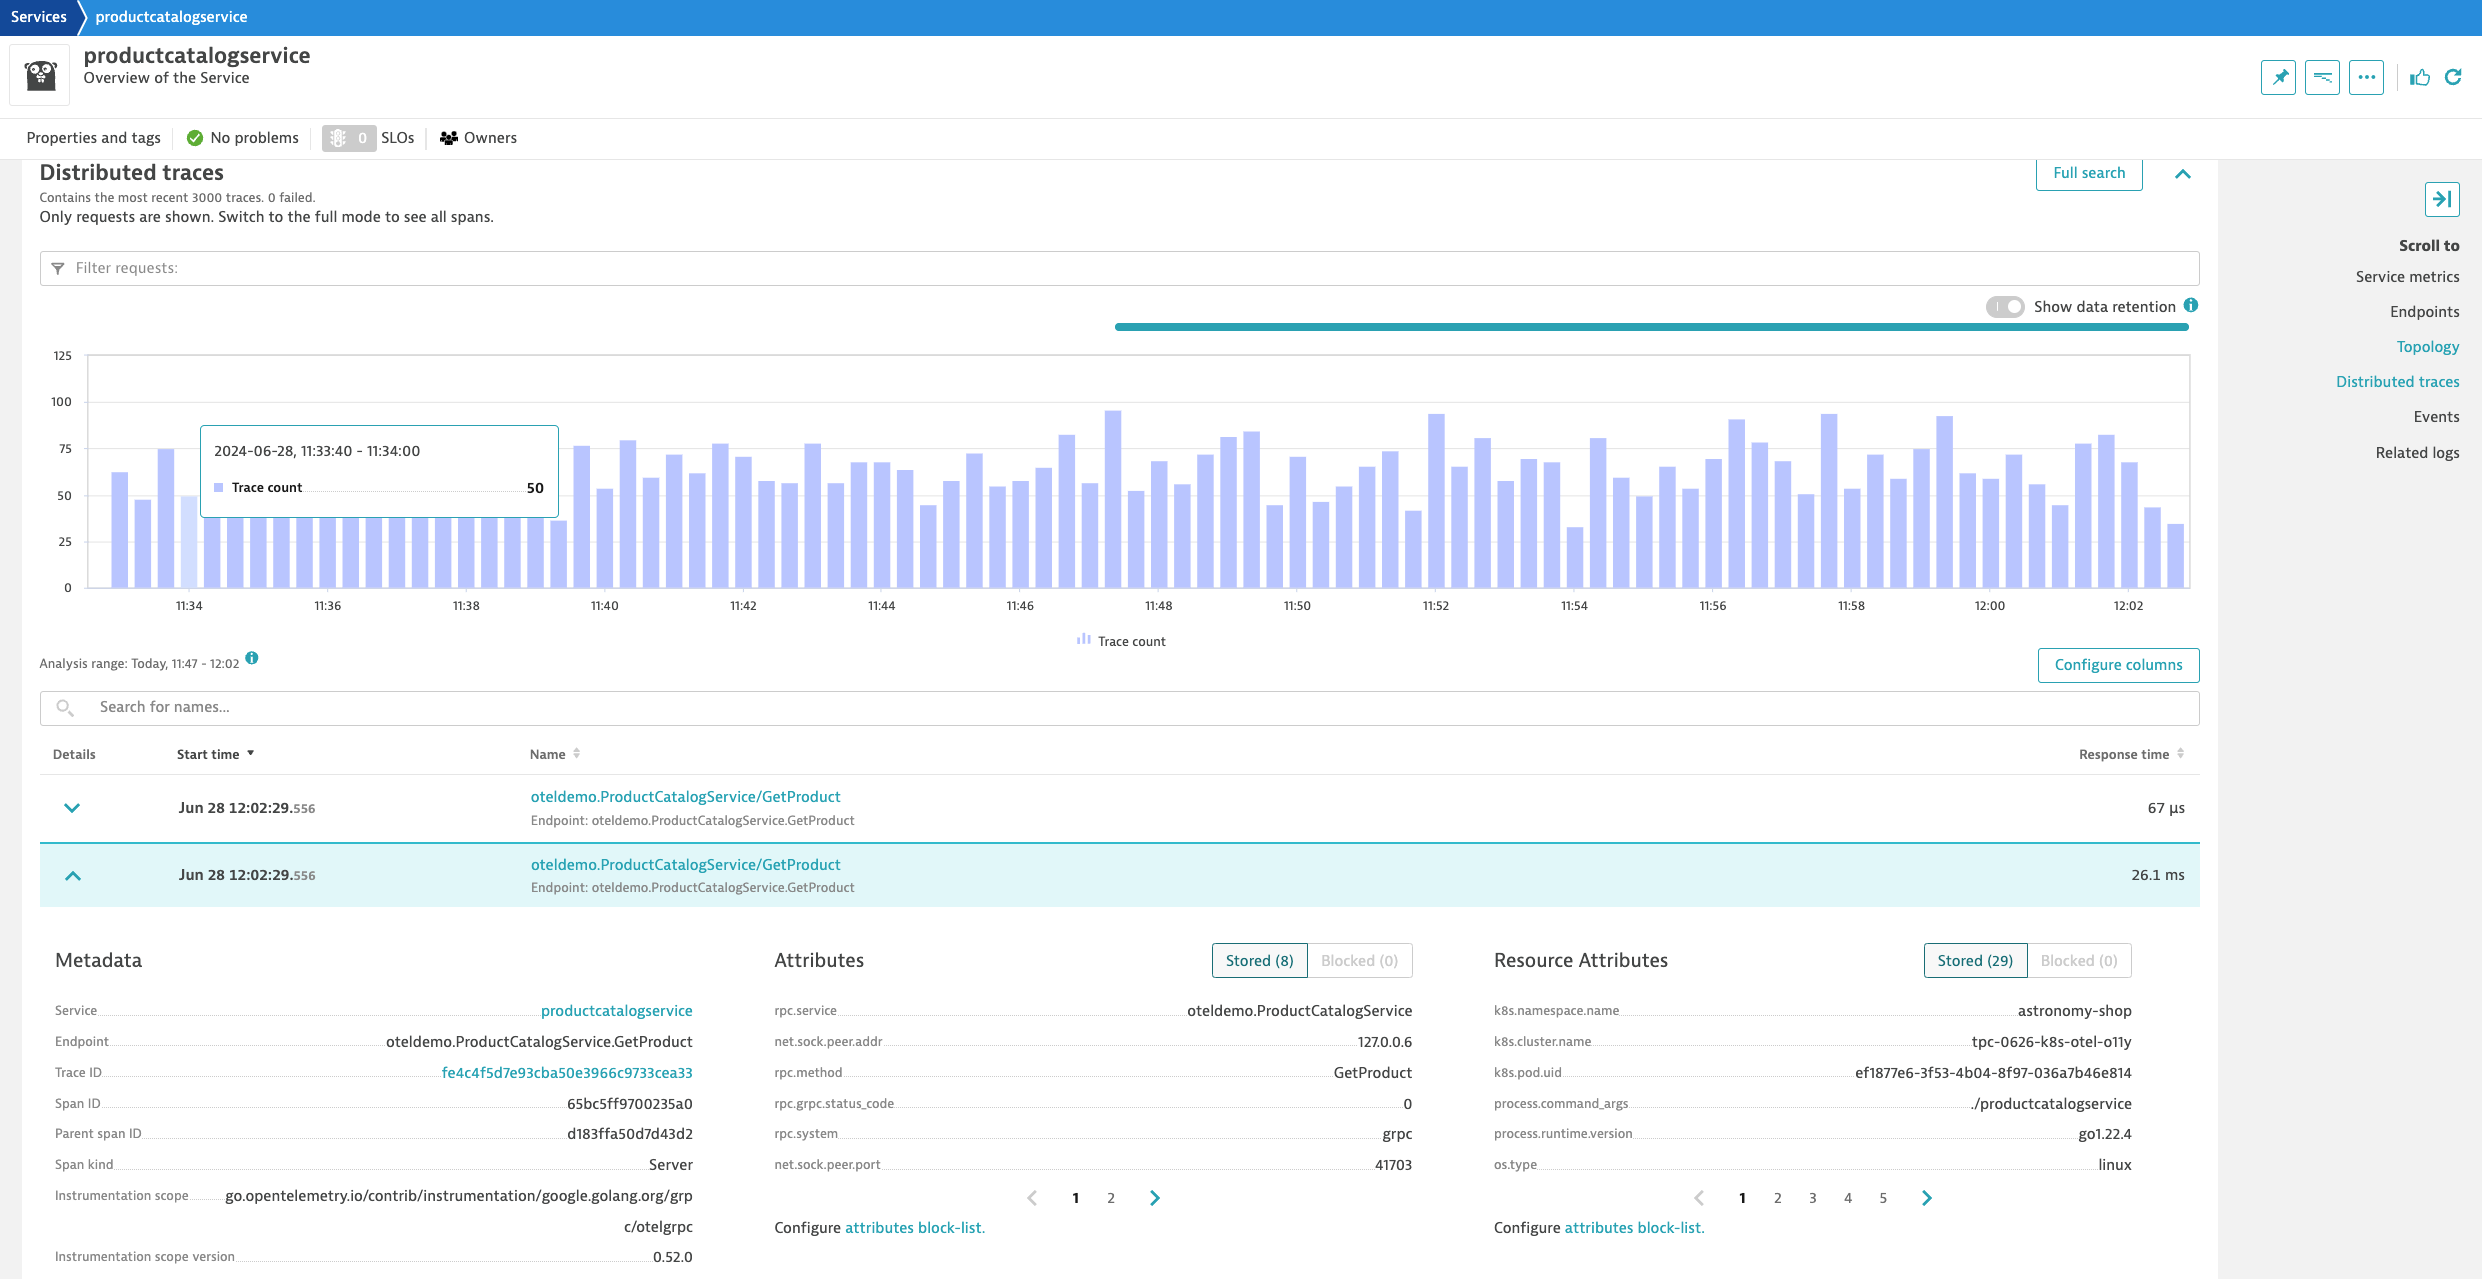 Services productcatalogservice
productcatalogservice
Overview of the Service
Properties and tags No problems 0 SLOs Owners
Distributed traces
Contains the most recent 3000 traces. 0 failed.
Only requests are shown. Switch to the full mode to see all spans.
Full search
Filter requests:
Show data retention
125
100
75
50
25
0
2024-06-28, 11:33:40 - 11:34:00
Trace count 50
11:34 11:36 11:38 11:40 11:42 11:44 11:46 11:48 11:50 11:52 11:54 11:56 11:58 12:00 12:02
Trace count
Analysis range: Today, 11:47 - 12:02
Configure columns
Search for names...
Details Start time Name Response time
Jun 28 12:02:29.556 oteldemo.ProductCatalogService/GetProduct 67 µs
Endpoint: oteldemo.ProductCatalogService.GetProduct
Jun 28 12:02:29.556 oteldemo.ProductCatalogService/GetProduct 26.1 ms
Endpoint: oteldemo.ProductCatalogService.GetProduct
Metadata
Service productcatalogservice
Endpoint oteldemo.ProductCatalogService.GetProduct
Trace ID fe4c4f5d7e93cba50e3966c9733cea33
Span ID 65bc5ff9700235a0
Parent span ID d183ffa50d7d43d2
Span kind Server
Instrumentation scope go.opentelemetry.io/contrib/instrumentation/google.golang.org/grp
c/otelgrpc
Instrumentation scope version 0.52.0
Attributes Stored (8) Blocked (0)
rpc.service oteldemo.ProductCatalogService
net.sock.peer.addr 127.0.0.6
rpc.method GetProduct
rpc.grpc.status_code 0
rpc.system grpc
net.sock.peer.port 41703
1 2
Configure attributes block-list.
Resource Attributes Stored (29) Blocked (0)
k8s.namespace.name astronomy-shop
k8s.cluster.name tpc-0626-k8s-otel-o11y
k8s.pod.uid ef1877e6-3f53-4b04-8f97-036a7b46e814
process.command_args ./productcatalogservice
process.runtime.version go1.22.4
os.type linux
1 2 3 4 5
Configure attributes block-list.
Scroll to
Service metrics
Endpoints
Topology
Distributed traces
Events
Related logs